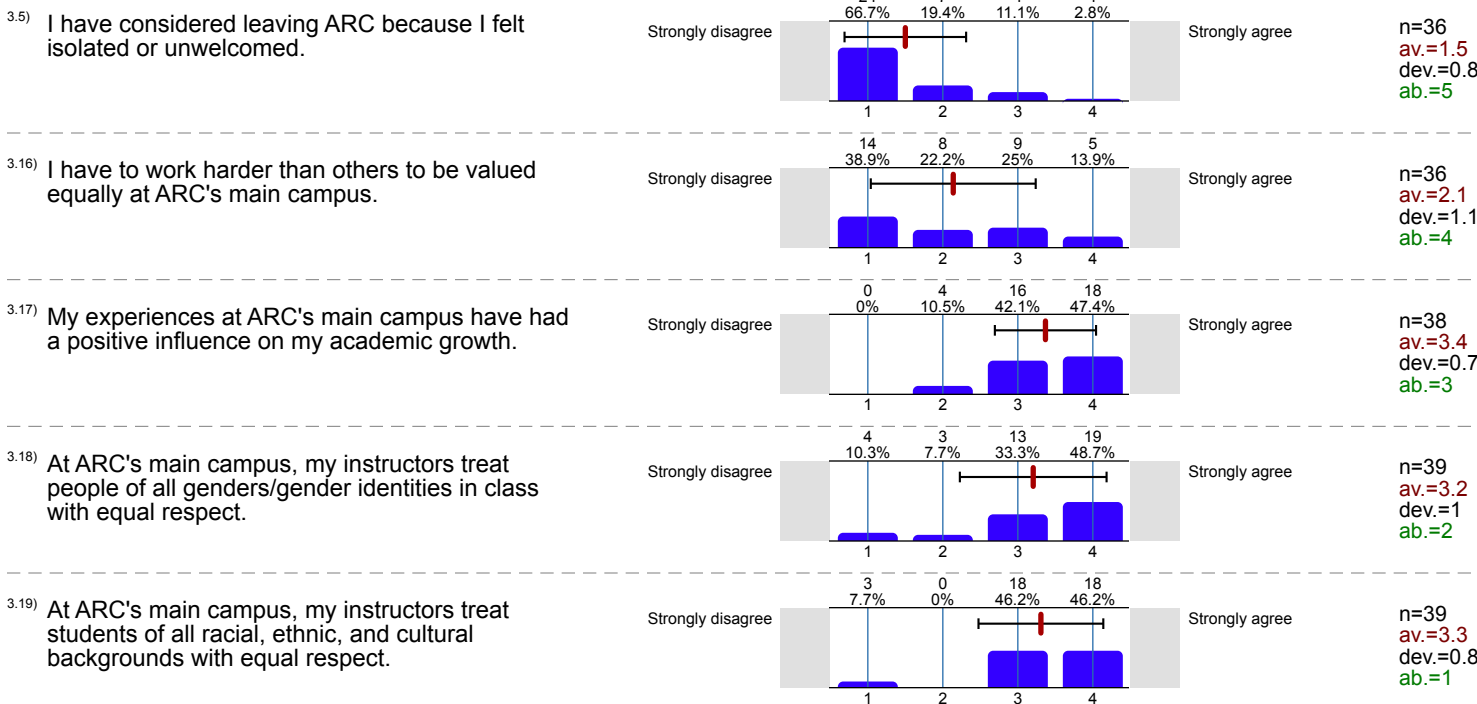 3.5) I have considered leaving ARC because I felt
isolated or unwelcomed.
Strongly disagree
Strongly agree
66.7% 19.4% 11.1% 2.8%
1 2 3 4
n=36
av.=1.5
dev.=0.8
ab.=5
3.16) I have to work harder than others to be valued
equally at ARC's main campus.
Strongly disagree
Strongly agree
14 8 9 5
38.9% 22.2% 25% 13.9%
1 2 3 4
n=36
av.=2.1
dev.=1.1
ab.=4
3.17) My experiences at ARC's main campus have had
a positive influence on my academic growth.
Strongly disagree
Strongly agree
0 4 16 18
0% 10.5% 42.1% 47.4%
1 2 3 4
n=38
av.=3.4
dev.=0.7
ab.=3
3.18) At ARC's main campus, my instructors treat
people of all genders/gender identities in class
with equal respect.
Strongly disagree
Strongly agree
4 3 13 19
10.3% 7.7% 33.3% 48.7%
1 2 3 4
n=39
av.=3.2
dev.=1
ab.=2
3.19) At ARC's main campus, my instructors treat
students of all racial, ethnic, and cultural
backgrounds with equal respect.
Strongly disagree
Strongly agree
3 0 18 18
7.7% 0% 46.2% 46.2%
1 2 3 4
n=39
av.=3.3
dev.=0.8
ab.=1